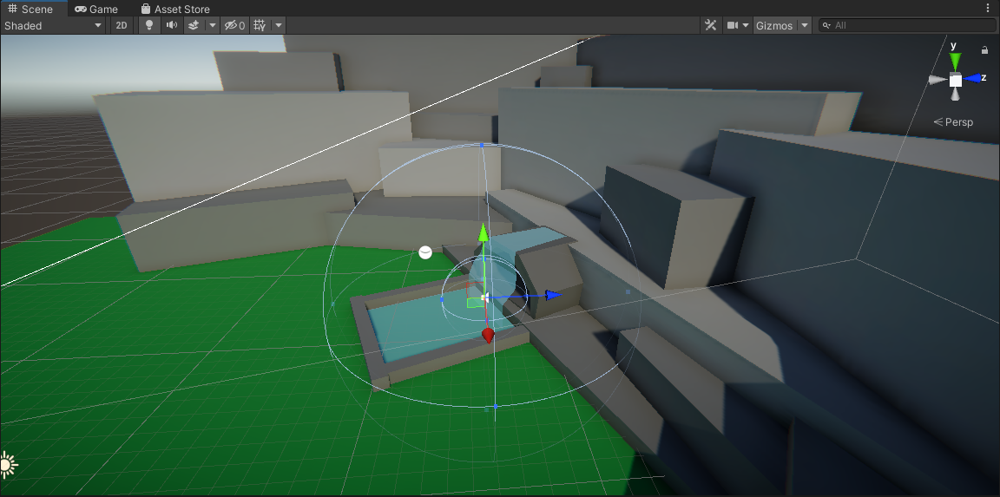 Scene Game Asset Store
Shaded 2D 0 Gizmos All
y
z
Persp